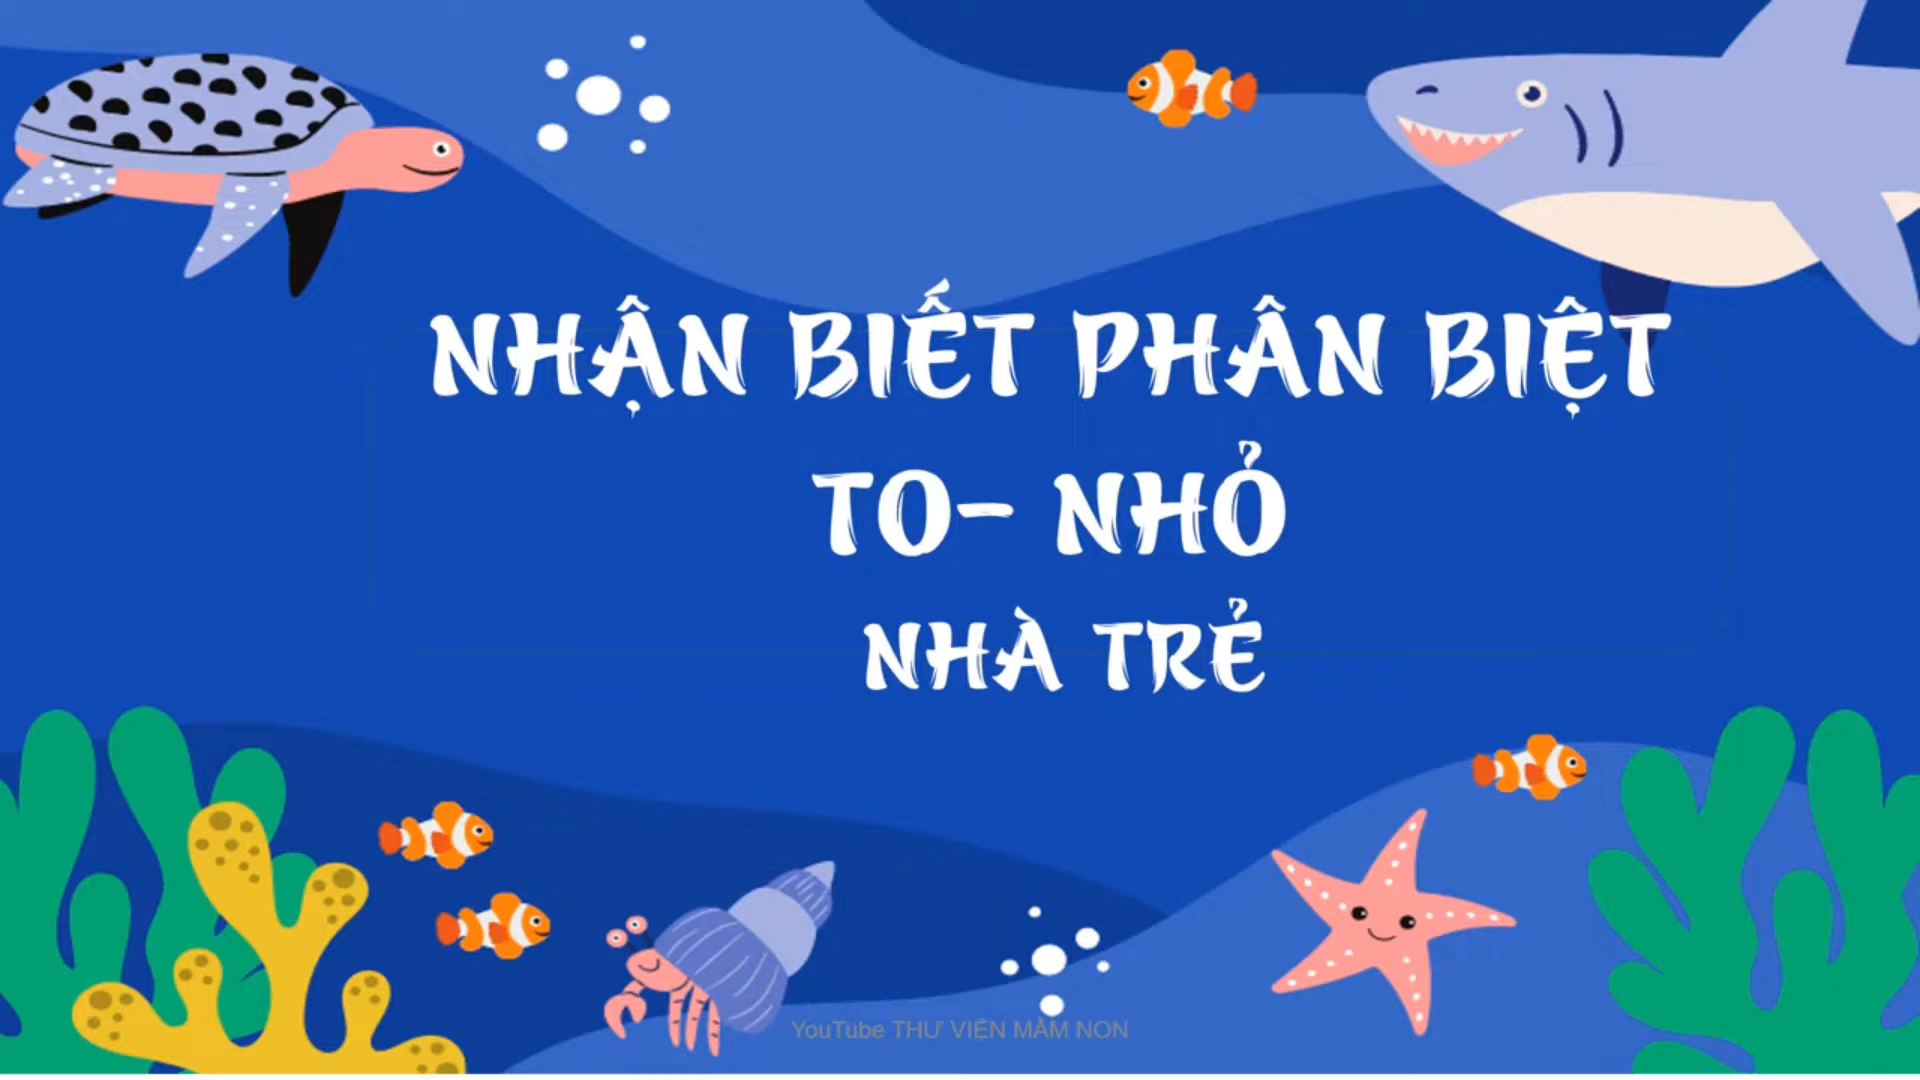 NHẬN BIẾT PHÂN BIỆT
TO- NHỎ
NHÀ TRẺ
YouTube THƯ VIỆN MẦM NON